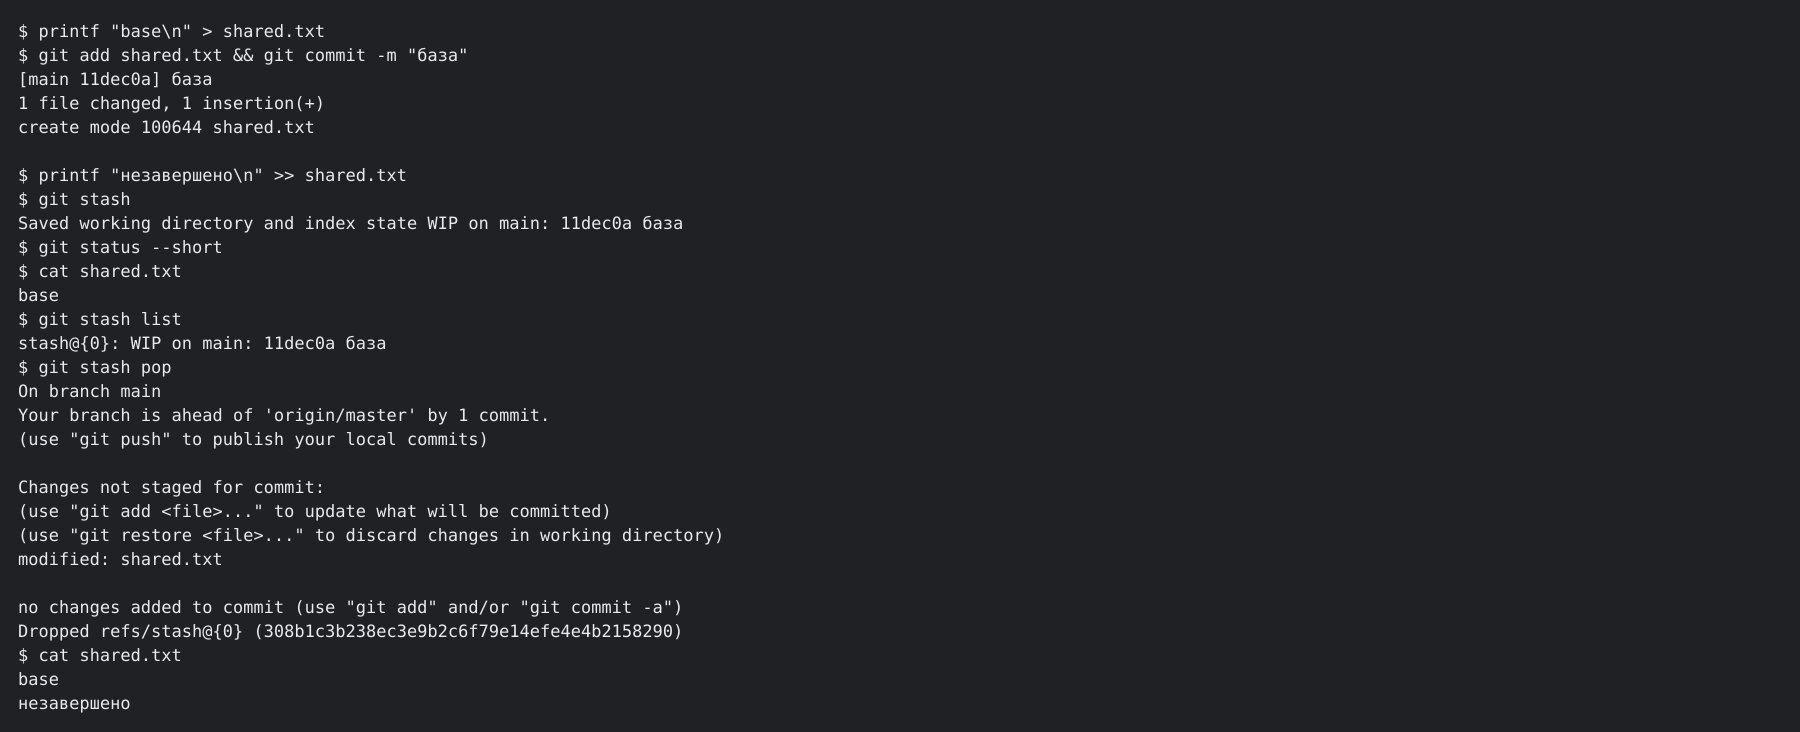 $ printf "base\n" > shared.txt
$ git add shared.txt && git commit -m "база"
[main 11dec0a] база
1 file changed, 1 insertion(+)
create mode 100644 shared.txt
$ printf "незавершено\n" >> shared.txt
$ git stash
Saved working directory and index state WIP on main: 11dec0a база
$ git status --short
$ cat shared.txt
base
$ git stash list
stash@{0}: WIP on main: 11dec0a база
$ git stash pop
On branch main
Your branch is ahead of 'origin/master' by 1 commit.
(use "git push" to publish your local commits)
Changes not staged for commit:
(use "git add <file>..." to update what will be committed)
(use "git restore <file>..." to discard changes in working directory)
modified: shared.txt
no changes added to commit (use "git add" and/or "git commit -a")
Dropped refs/stash@{0} (308b1c3b238ec3e9b2c6f79e14efe4e4b2158290)
$ cat shared.txt
base
незавершено